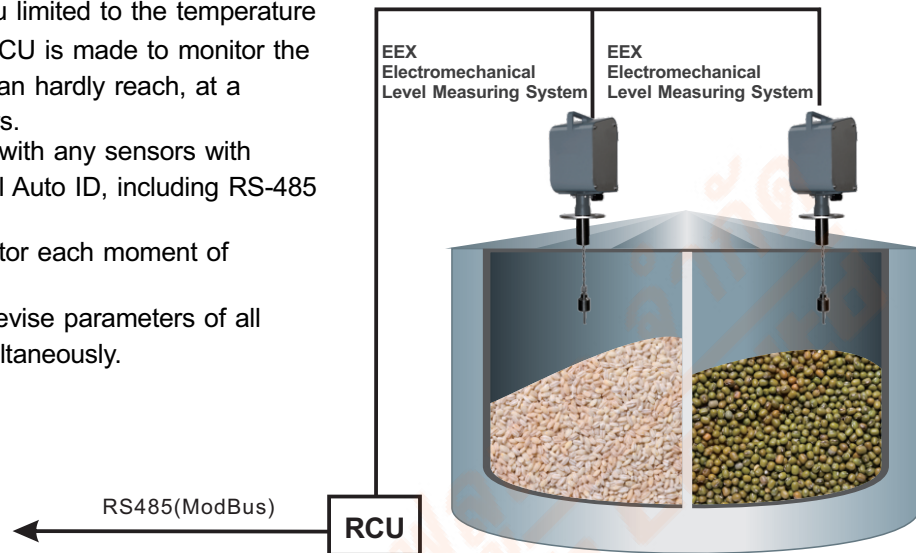 u limited to the temperature
CU is made to monitor the
an hardly reach, at a
s.
with any sensors with
l Auto ID, including RS-485
tor each moment of
evise parameters of all
ultaneously.
EEX
Electromechanical
Level Measuring System
EEX
Electromechanical
Level Measuring System
RS485(ModBus)
RCU